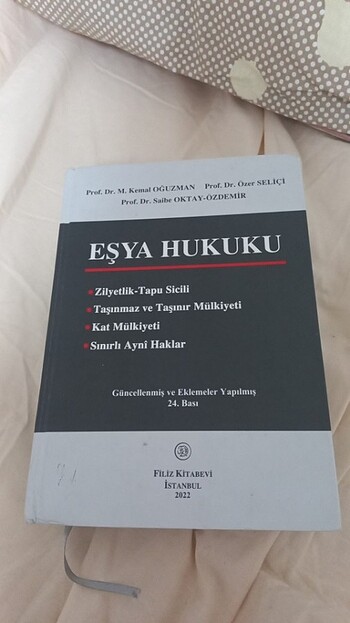 Prof. Dr. M. Kemal OĞUZMAN Prof. Dr. Özer SELİÇİ
Prof. Dr. Saibe OKTAY-ÖZDEMİR
EŞYA HUKUKU
Zilyetlik-Tapu Sicili
Taşınmaz ve Taşınır Mülkiyeti
Kat Mülkiyeti
Sınırlı Aynî Haklar
Güncellenmiş ve Eklemeler Yapılmış
24. Bası
FİLİZ KİTABEVİ
İSTANBUL
2022